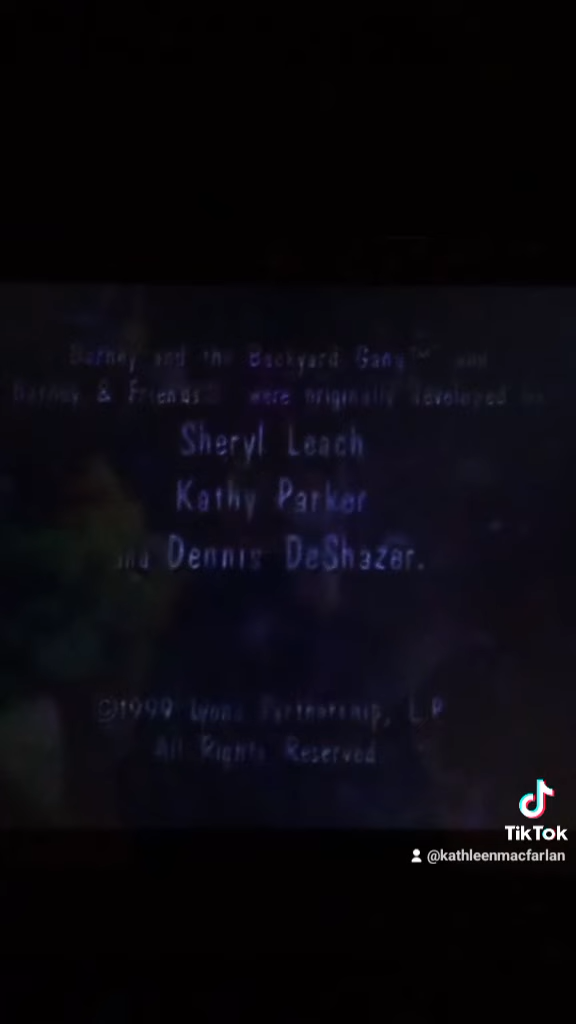 Barney and the Backyard Gang™ and
Barney & Friends® were originally developed by
Sheryl Leach
Kathy Parker
and Dennis DeShazer.
©1999 Lyons Partnership, L.P.
All Rights Reserved
TikTok
@kathleenmacfarlan